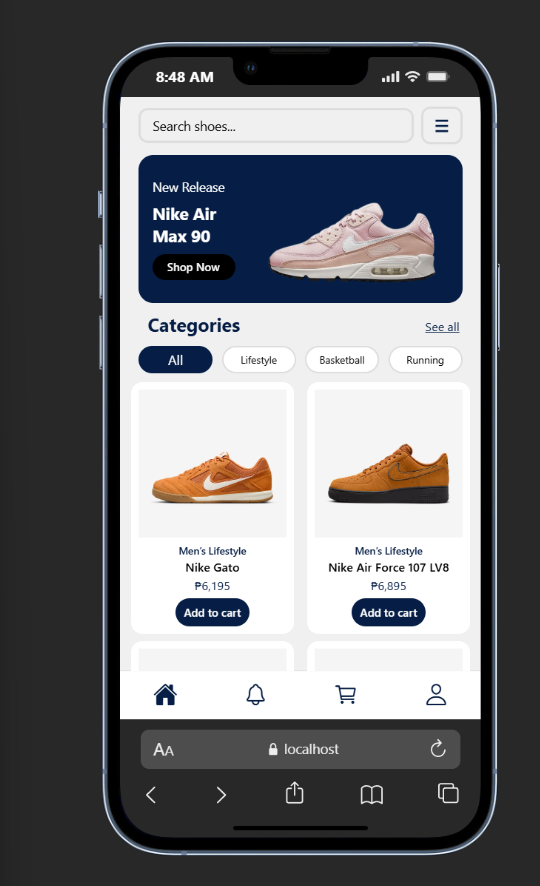 8:48 AM
Search shoes...
New Release
Nike Air
Max 90
Shop Now
Categories
See all
All
Lifestyle
Basketball
Running
Men's Lifestyle
Nike Gato
₱6,195
Add to cart
Men's Lifestyle
Nike Air Force 107 LV8
₱6,895
Add to cart
AA
localhost